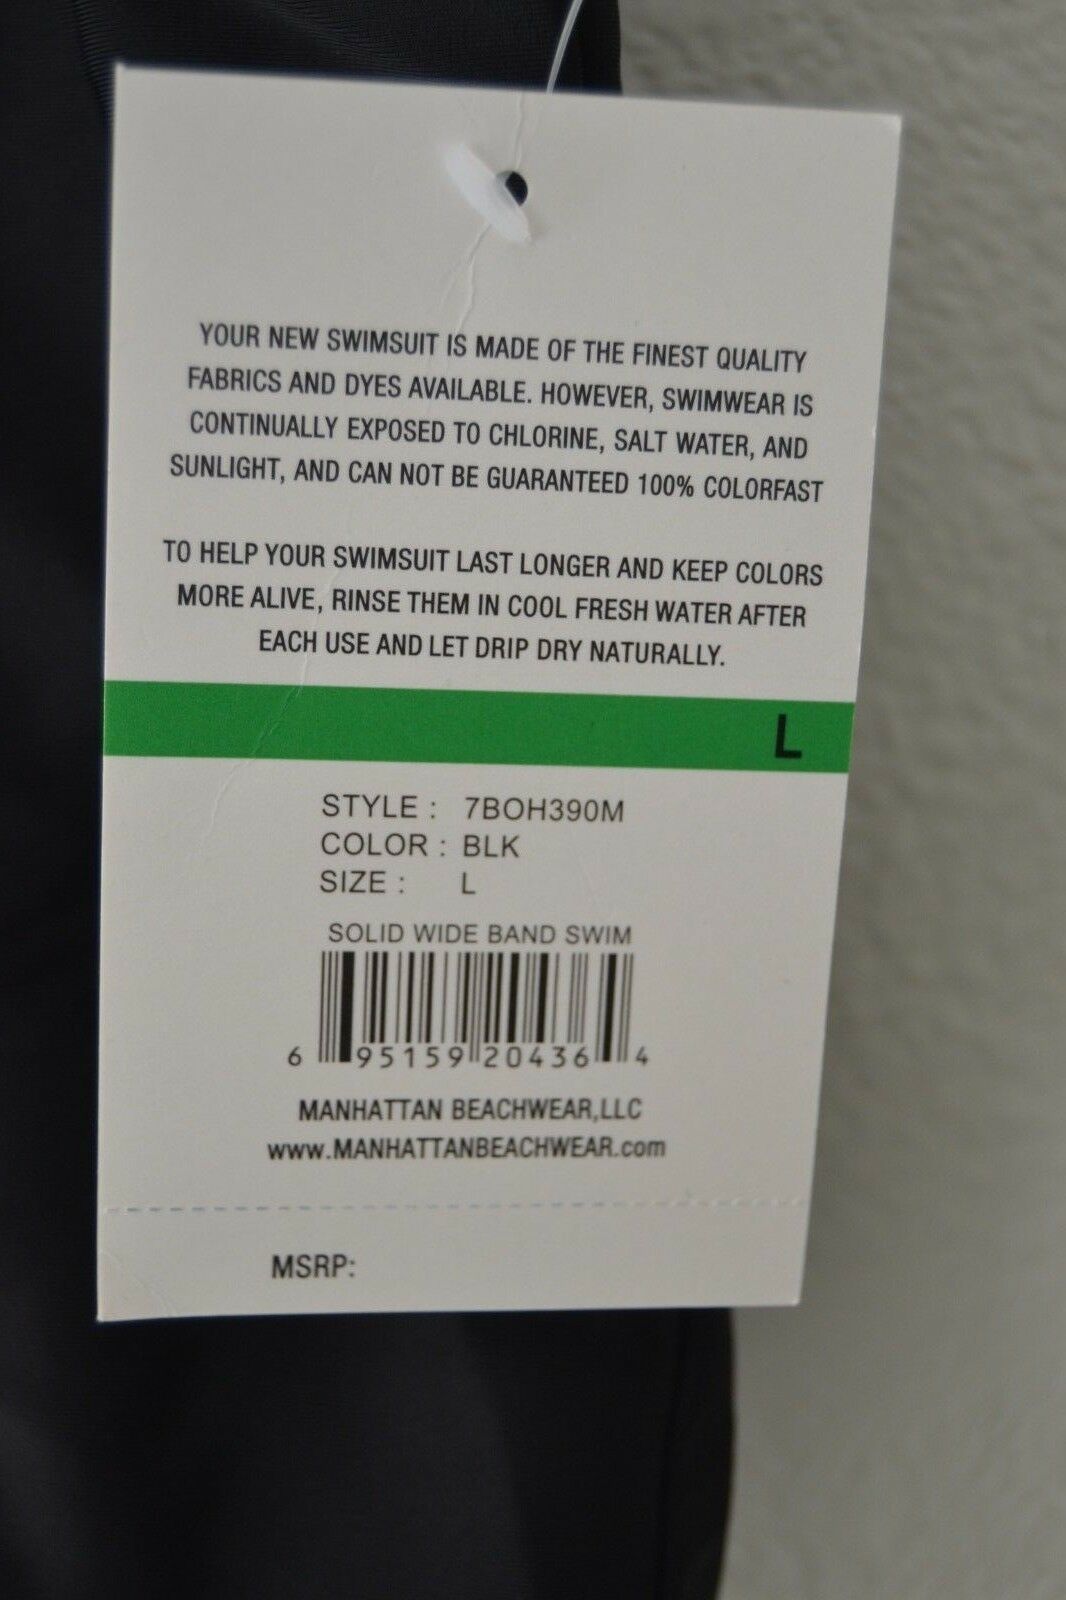 YOUR NEW SWIMSUIT IS MADE OF THE FINEST QUALITY
FABRICS AND DYES AVAILABLE. HOWEVER, SWIMWEAR IS
CONTINUALLY EXPOSED TO CHLORINE, SALT WATER, AND
SUNLIGHT, AND CAN NOT BE GUARANTEED 100% COLORFAST
TO HELP YOUR SWIMSUIT LAST LONGER AND KEEP COLORS
MORE ALIVE, RINSE THEM IN COOL FRESH WATER AFTER
EACH USE AND LET DRIP DRY NATURALLY.
L
STYLE : 7BOH390M
COLOR : BLK
SIZE : L
SOLID WIDE BAND SWIM
6 95159 20436 4
MANHATTAN BEACHWEAR,LLC
www.MANHATTANBEACHWEAR.com
MSRP: